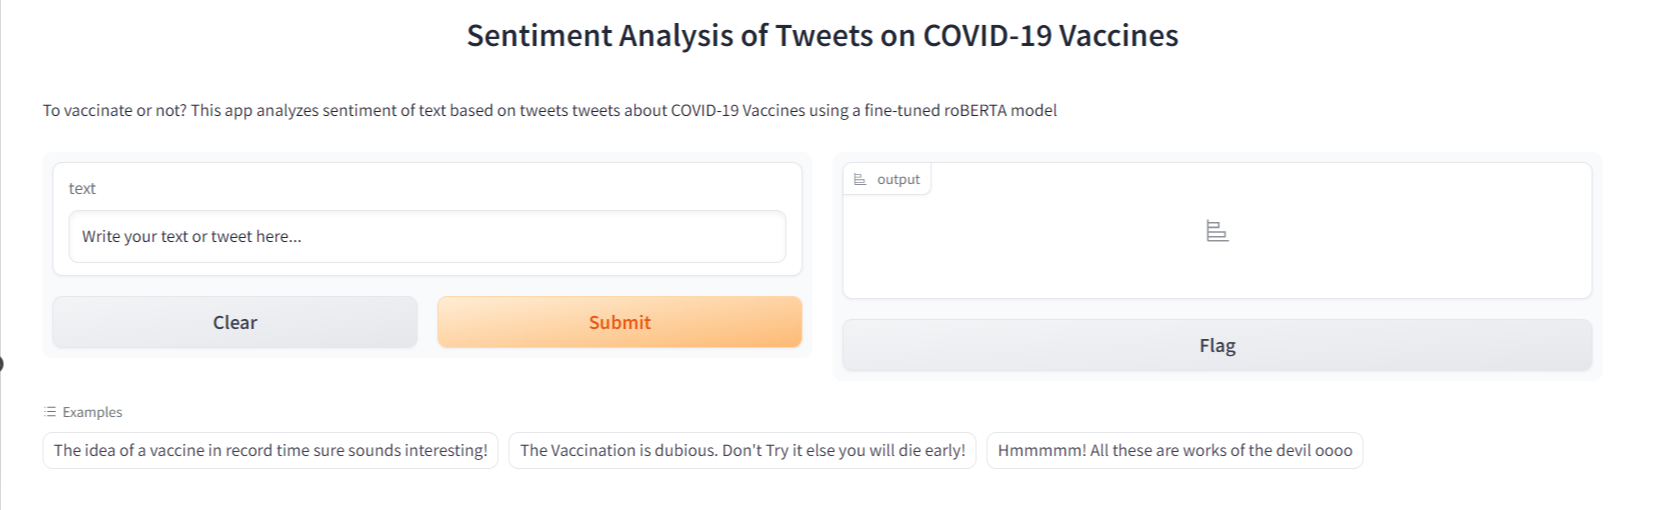 Sentiment Analysis of Tweets on COVID-19 Vaccines
To vaccinate or not? This app analyzes sentiment of text based on tweets tweets about COVID-19 Vaccines using a fine-tuned roBERTA model
text
Write your text or tweet here...
Clear
Submit
output
Flag
Examples
The idea of a vaccine in record time sure sounds interesting!
The Vaccination is dubious. Don't Try it else you will die early!
Hmmmmm! All these are works of the devil oooo